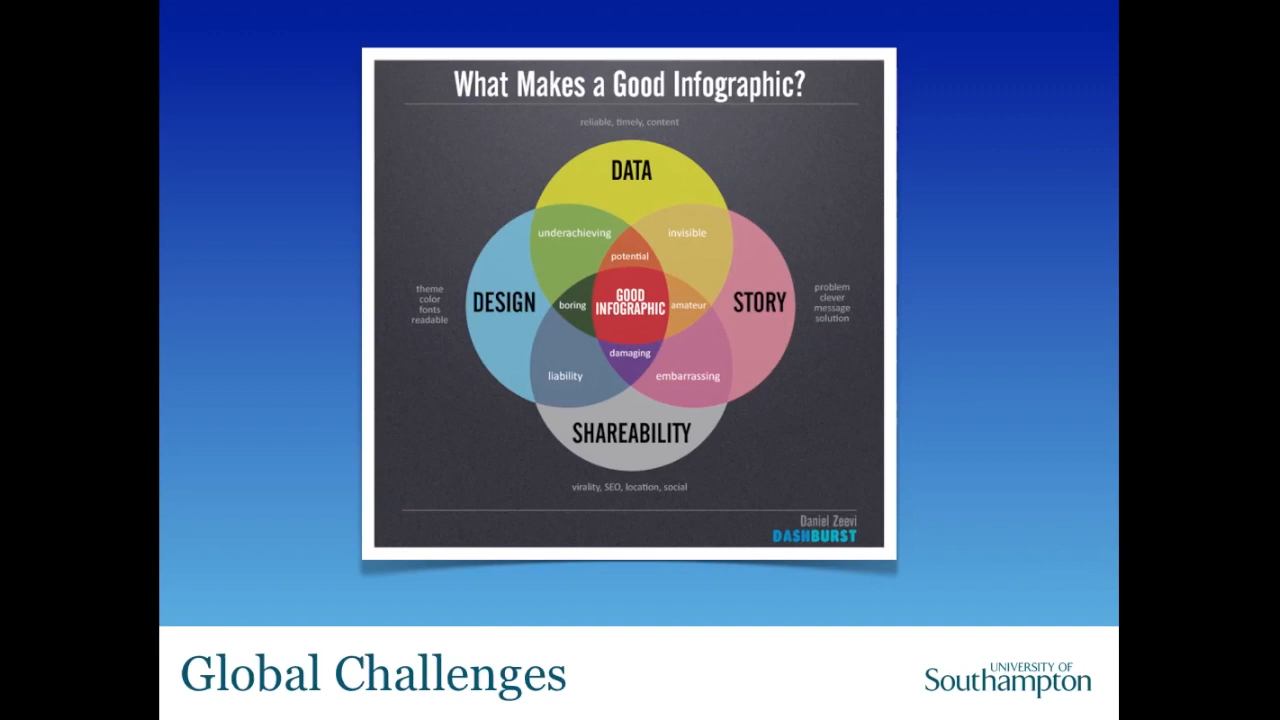 What Makes a Good Infographic?
reliable, timely, content
DATA
underachieving
invisible
potential
theme
color
fonts
readable
DESIGN
boring
GOOD
INFOGRAPHIC
amateur
STORY
problem
clever
message
solution
damaging
liability
embarrassing
SHAREABILITY
virality, SEO, location, social
Daniel Zeevi
DASHBURST
Global Challenges
UNIVERSITY OF
Southampton